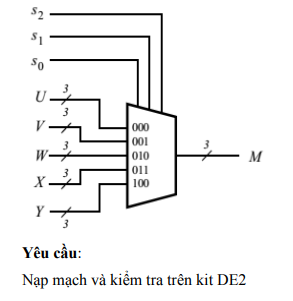 s2
s1
s0
U 3
3
V
000
3
001
3
W
010
M
3
X
011
100
Y
3
Yêu cầu:
Nạp mạch và kiểm tra trên kit DE2